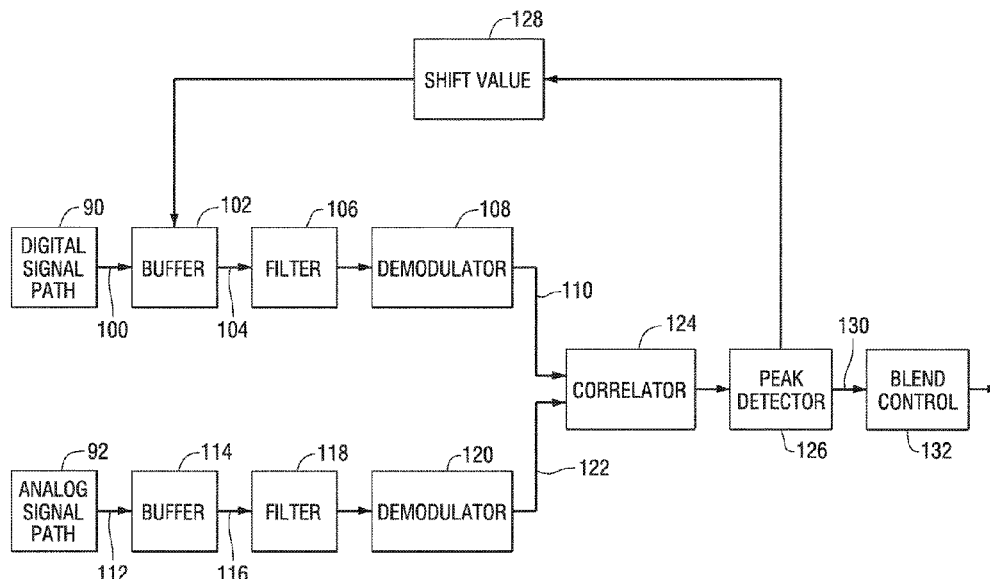 128
SHIFT VALUE
90
102
106
108
DIGITAL
SIGNAL
PATH
BUFFER
FILTER
DEMODULATOR
100
104
110
124
130
CORRELATOR
PEAK
DETECTOR
BLEND
CONTROL
126
132
92
114
118
120
122
ANALOG
SIGNAL
PATH
BUFFER
FILTER
DEMODULATOR
112
116